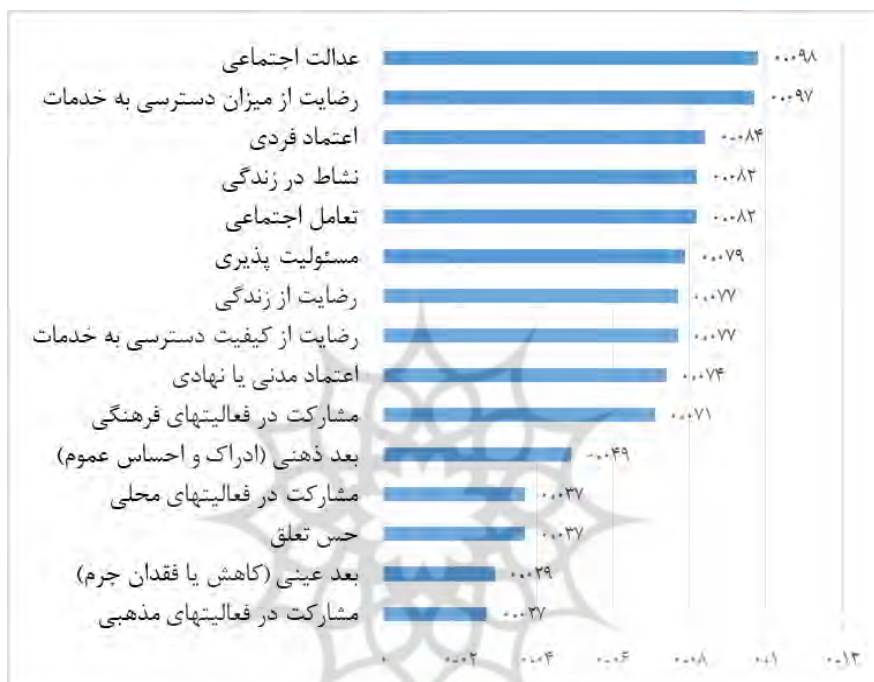 عدالت اجتماعی ۰.۰۹۸
رضایت از میزان دسترسی به خدمات ۰.۰۹۷
اعتماد فردی ۰.۰۸۴
نشاط در زندگی ۰.۰۸۲
تعامل اجتماعی ۰.۰۸۲
مسئولیت پذیری ۰.۰۷۹
رضایت از زندگی ۰.۰۷۷
رضایت از کیفیت دسترسی به خدمات ۰.۰۷۷
اعتماد مدنی یا نهادی ۰.۰۷۴
مشارکت در فعالیتهای فرهنگی ۰.۰۷۱
بعد ذهنی (ادراک و احساس عموم) ۰.۰۴۹
مشارکت در فعالیتهای محلی ۰.۰۳۷
حس تعلق ۰.۰۳۷
بعد عینی (کاهش یا فقدان جرم) ۰.۰۲۹
مشارکت در فعالیتهای مذهبی ۰.۰۲۷
۰ ۰.۰۲ ۰.۰۴ ۰.۰۶ ۰.۰۸ ۰.۱ ۰.۱۲